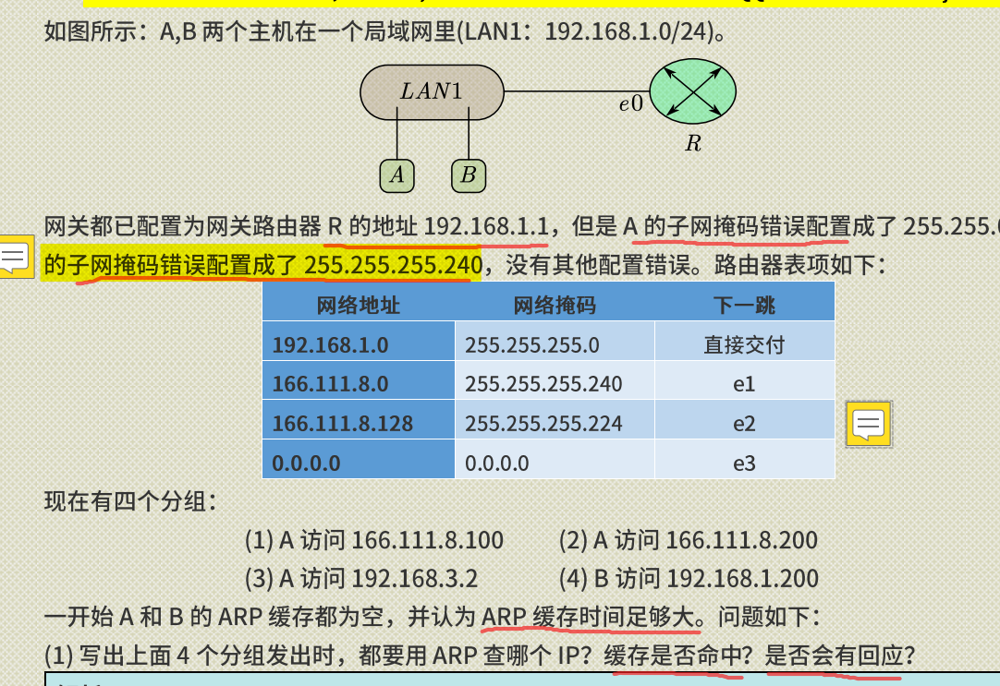 如图所示：A,B 两个主机在一个局域网里(LAN1：192.168.1.0/24)。
LAN1
e0
R
A
B
网关都已配置为网关路由器 R 的地址 192.168.1.1，但是 A 的子网掩码错误配置成了 255.255.
的子网掩码错误配置成了 255.255.255.240，没有其他配置错误。路由器表项如下：
网络地址 网络掩码 下一跳
192.168.1.0 255.255.255.0 直接交付
166.111.8.0 255.255.255.240 e1
166.111.8.128 255.255.255.224 e2
0.0.0.0 0.0.0.0 e3
现在有四个分组：
(1) A 访问 166.111.8.100 (2) A 访问 166.111.8.200
(3) A 访问 192.168.3.2 (4) B 访问 192.168.1.200
一开始 A 和 B 的 ARP 缓存都为空，并认为 ARP 缓存时间足够大。问题如下：
(1) 写出上面 4 个分组发出时，都要用 ARP 查哪个 IP？缓存是否命中？是否会有回应？